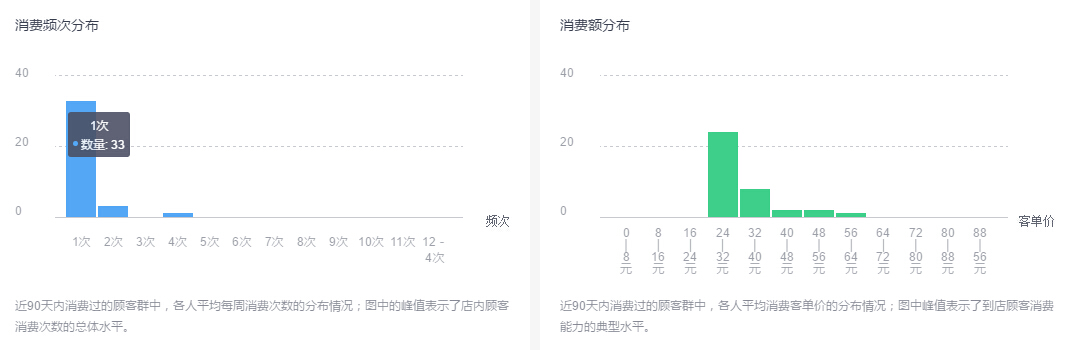 消费频次分布
40
20
0
1次
数量: 33
频次
1次 2次 3次 4次 5次 6次 7次 8次 9次 10次 11次 12 -
4次
近90天内消费过的顾客群中，各人平均每周消费次数的分布情况；图中的峰值表示了店内顾客
消费次数的总体水平。
消费额分布
40
20
0
客单价
0 8 16 24 32 40 48 56 64 72 80 88
| | | | | | | | | | | |
8 16 24 32 40 48 56 64 72 80 88 56
元 元 元 元 元 元 元 元 元 元 元 元
近90天内消费过的顾客群中，各人平均消费客单价的分布情况；图中峰值表示了到店顾客消费
能力的典型水平。